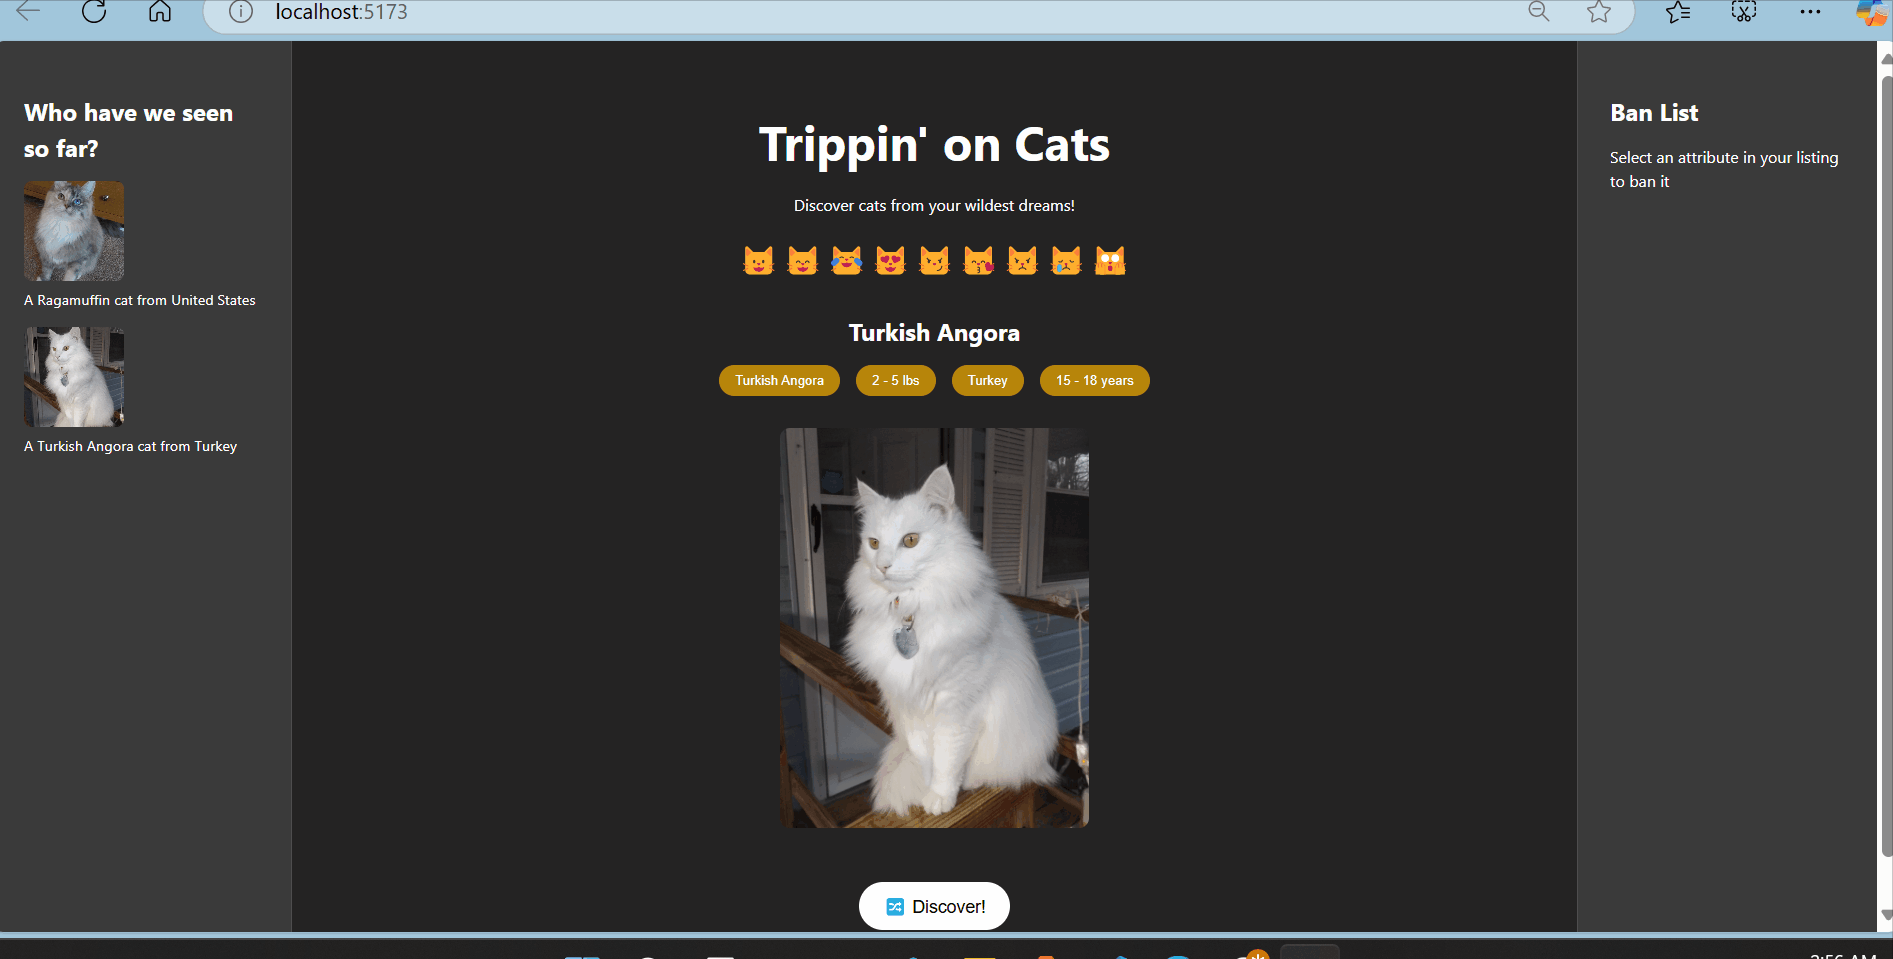 localhost:5173
Who have we seen
so far?
A Ragamuffin cat from United States
A Turkish Angora cat from Turkey
Trippin' on Cats
Discover cats from your wildest dreams!
Turkish Angora
Turkish Angora
2 - 5 lbs
Turkey
15 - 18 years
Discover!
Ban List
Select an attribute in your listing
to ban it